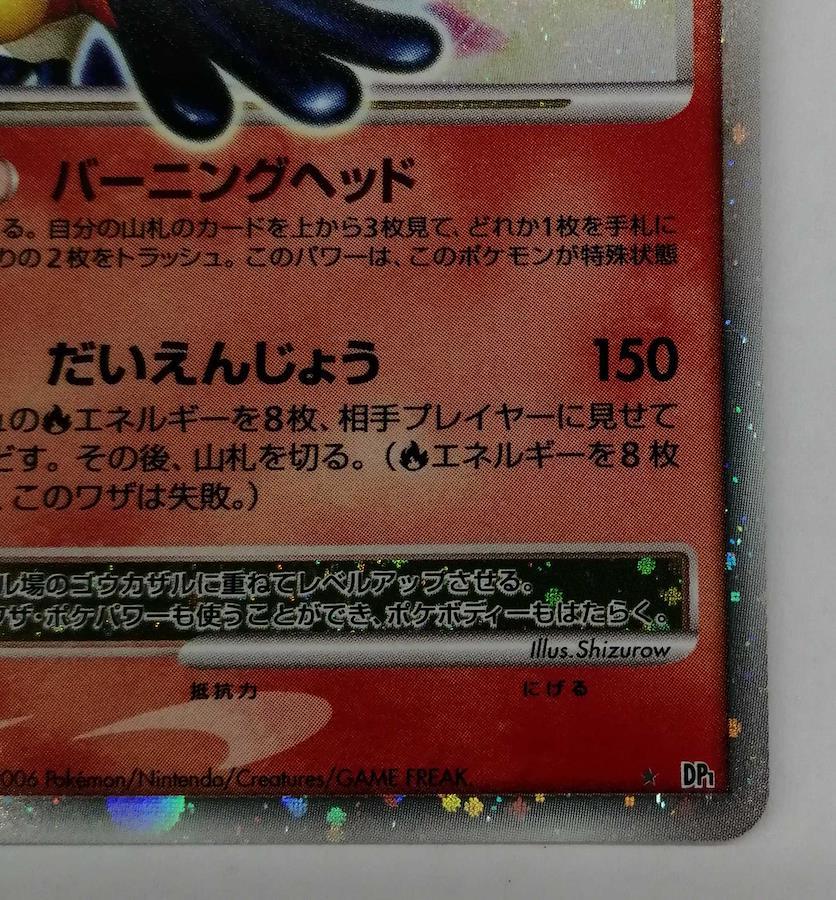 バーニングヘッド
る。自分の山札のカードを上から3枚見て、どれか1枚を手札に
りの2枚をトラッシュ。このパワーは、このポケモンが特殊状態
だいえんじょう 150
ュの エネルギーを8枚、相手プレイヤーに見せて
どす。その後、山札を切る。( エネルギーを8枚
、このワザは失敗。)
ル場のゴウカザルに重ねてレベルアップさせる。
ワザ・ポケパワーも使うことができ、ポケボディーもはたらく。
Illus. Shizurow
抵抗力 にげる
006 Pokémon/Nintendo/Creatures/GAME FREAK. ★ DP1